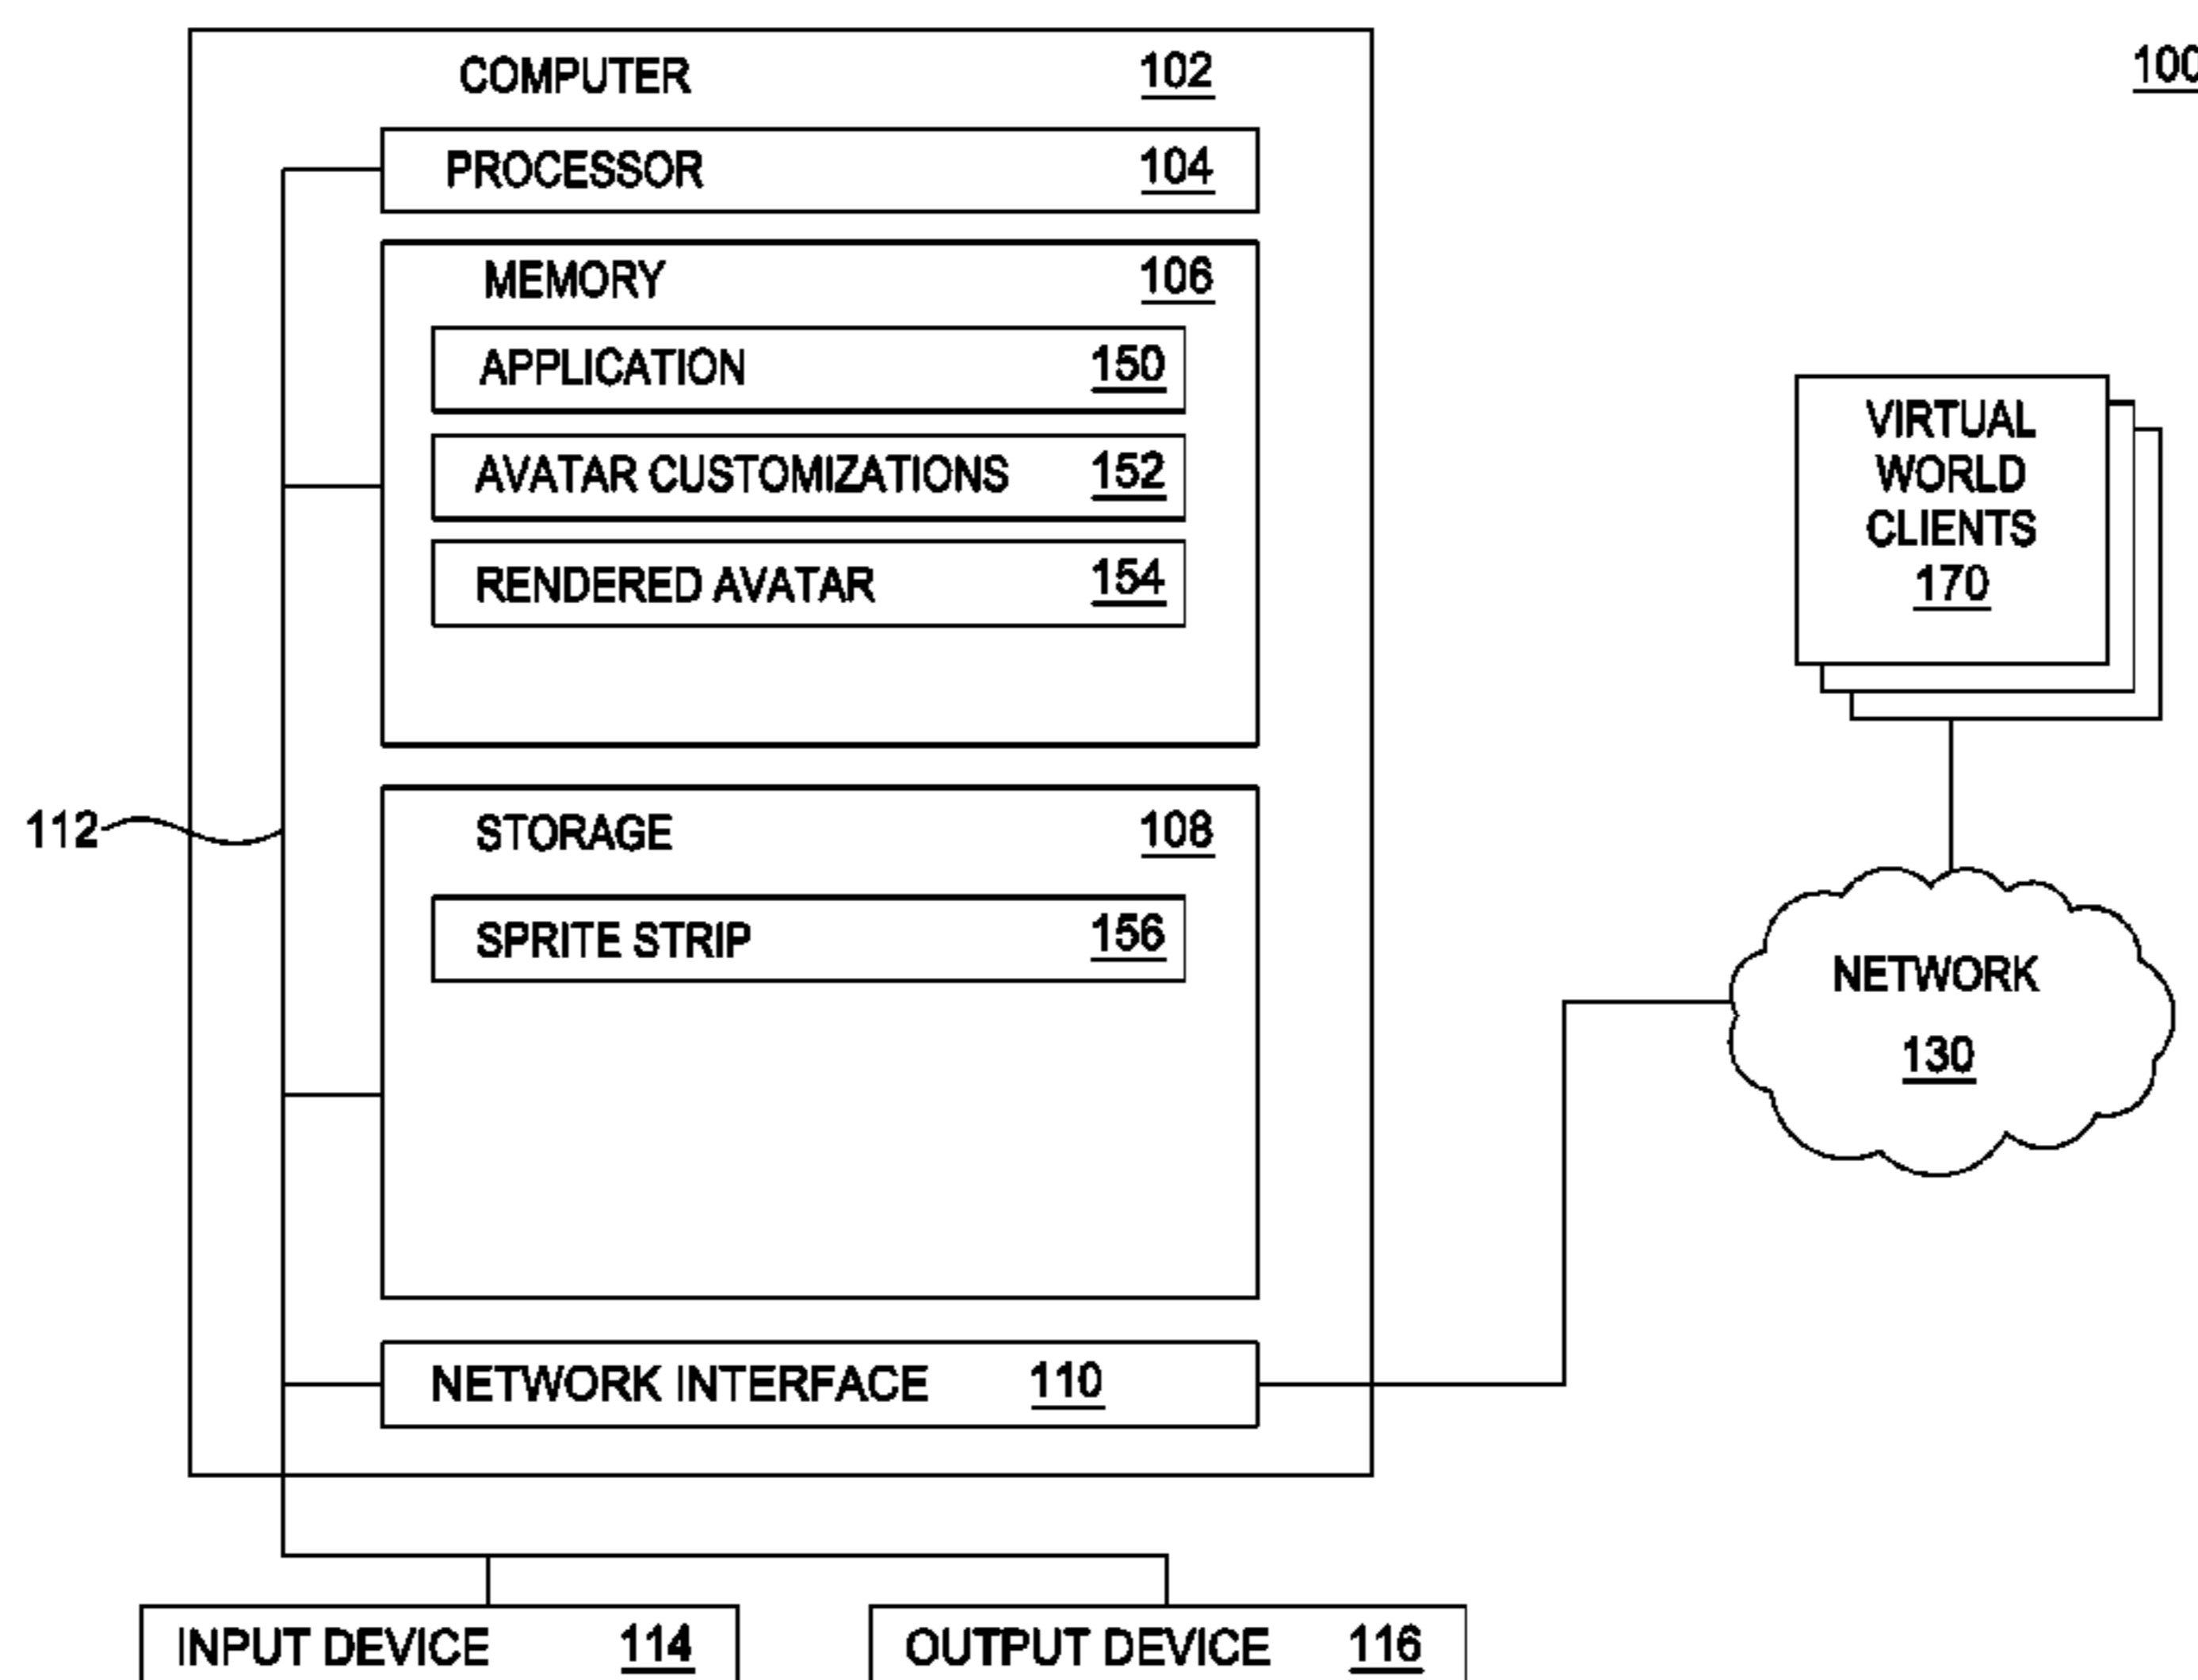 COMPUTER 102
100
PROCESSOR 104
MEMORY 106
APPLICATION 150
AVATAR CUSTOMIZATIONS 152
RENDERED AVATAR 154
VIRTUAL
WORLD
CLIENTS
170
112
STORAGE 108
SPRITE STRIP 156
NETWORK
130
NETWORK INTERFACE 110
INPUT DEVICE 114
OUTPUT DEVICE 116